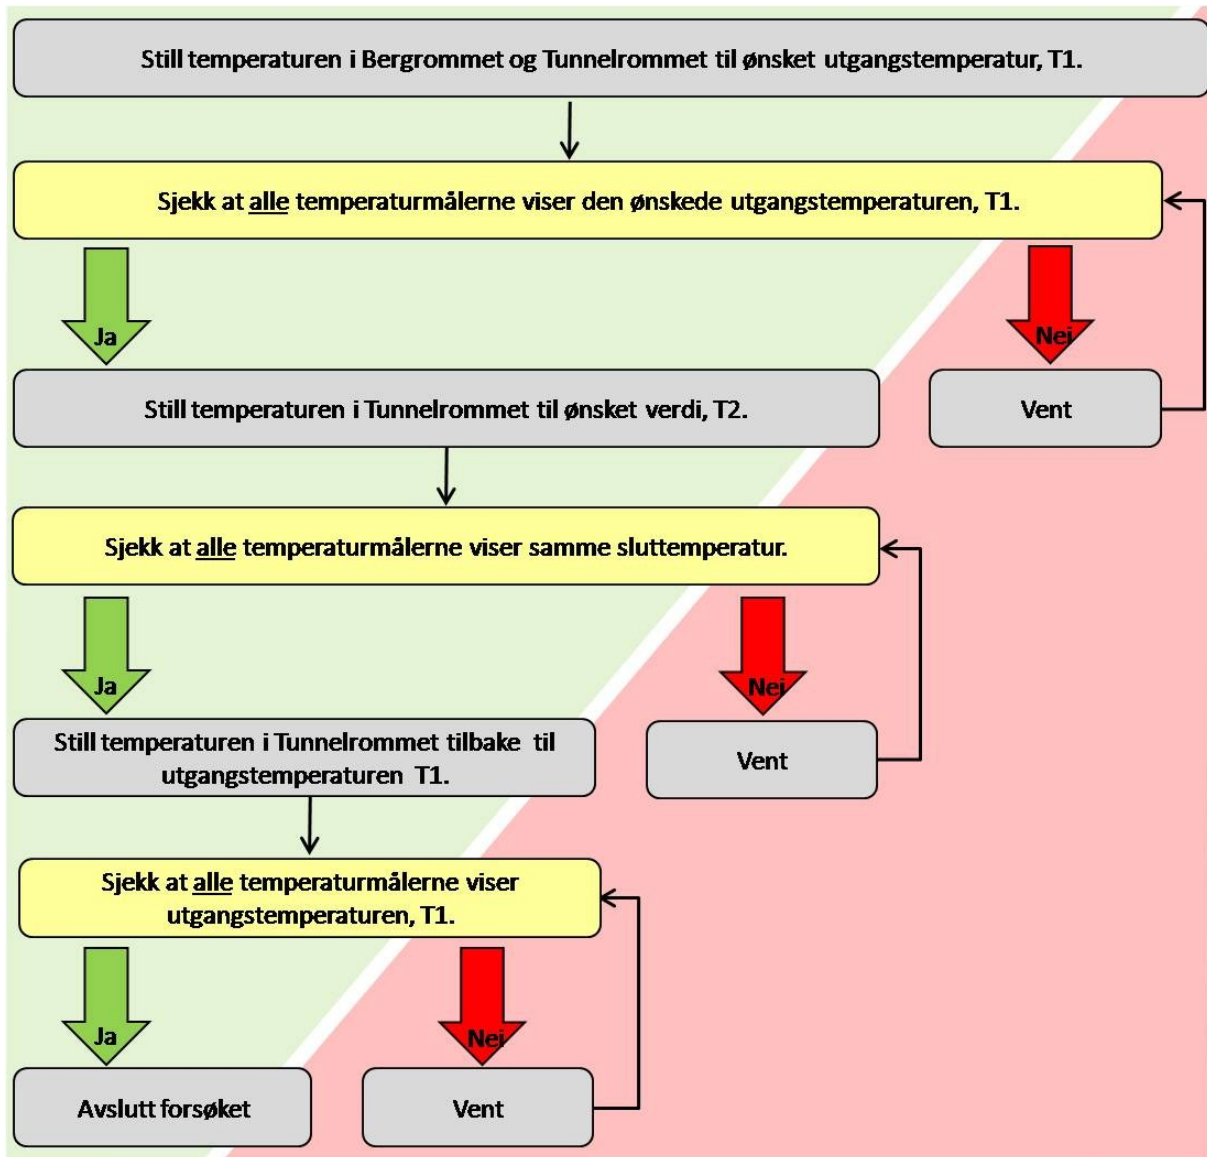 Still temperaturen i Bergrommet og Tunnelrommet til ønsket utgangstemperatur, T1.
Sjekk at alle temperaturmålerne viser den ønskede utgangstemperaturen, T1.
Ja
Nei
Still temperaturen i Tunnelrommet til ønsket verdi, T2.
Vent
Sjekk at alle temperaturmålerne viser samme sluttemperatur.
Ja
Nei
Still temperaturen i Tunnelrommet tilbake til
utgangstemperaturen T1.
Vent
Sjekk at alle temperaturmålerne viser
utgangstemperaturen, T1.
Ja
Nei
Avslutt forsøket
Vent